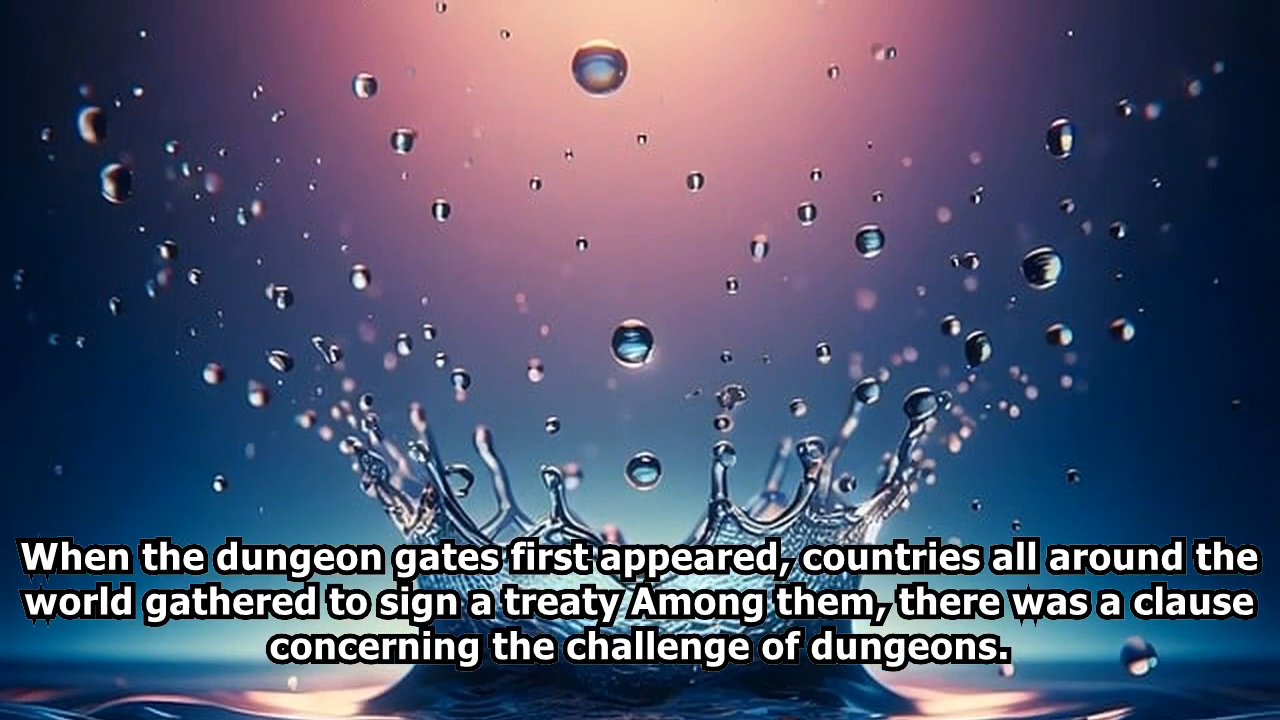 When the dungeon gates first appeared, countries all around the
world gathered to sign a treaty Among them, there was a clause
concerning the challenge of dungeons.